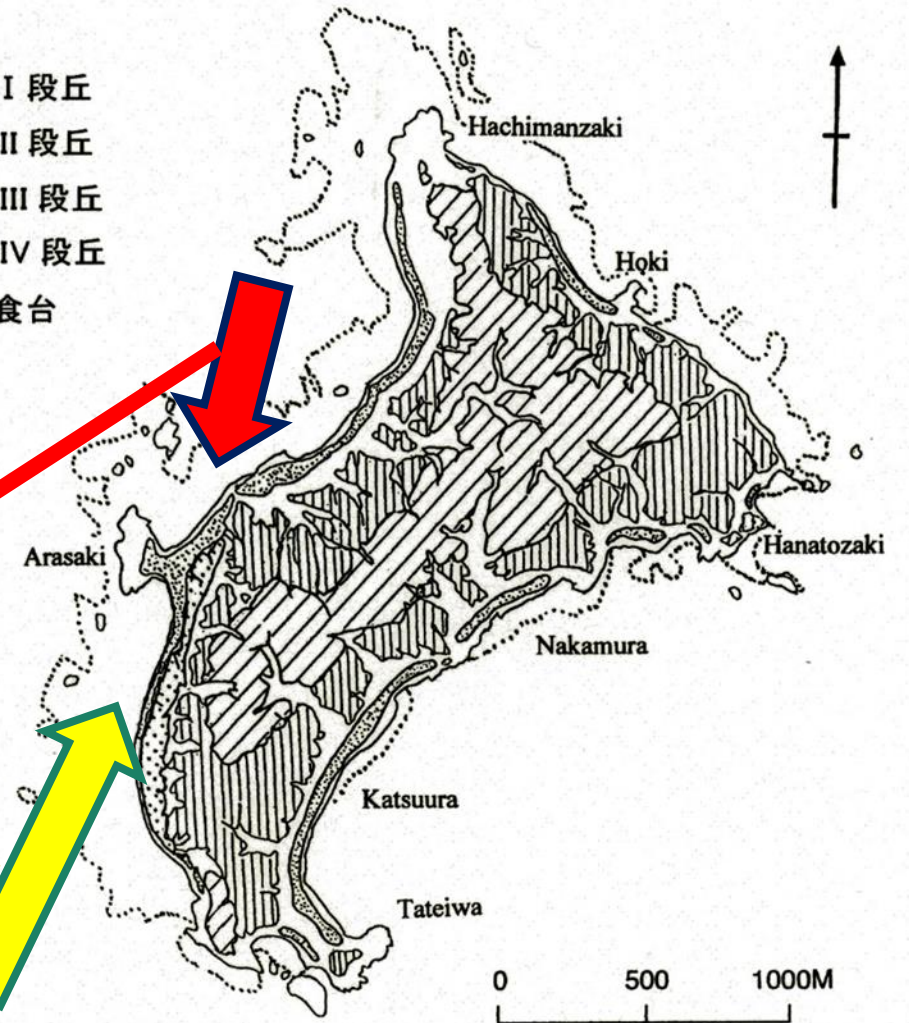 I 段丘
II 段丘
III 段丘
IV 段丘
食台
Hachimanzaki
Hoki
Arasaki
Hanatozaki
Nakamura
Katsuura
Tateiwa
0 500 1000M